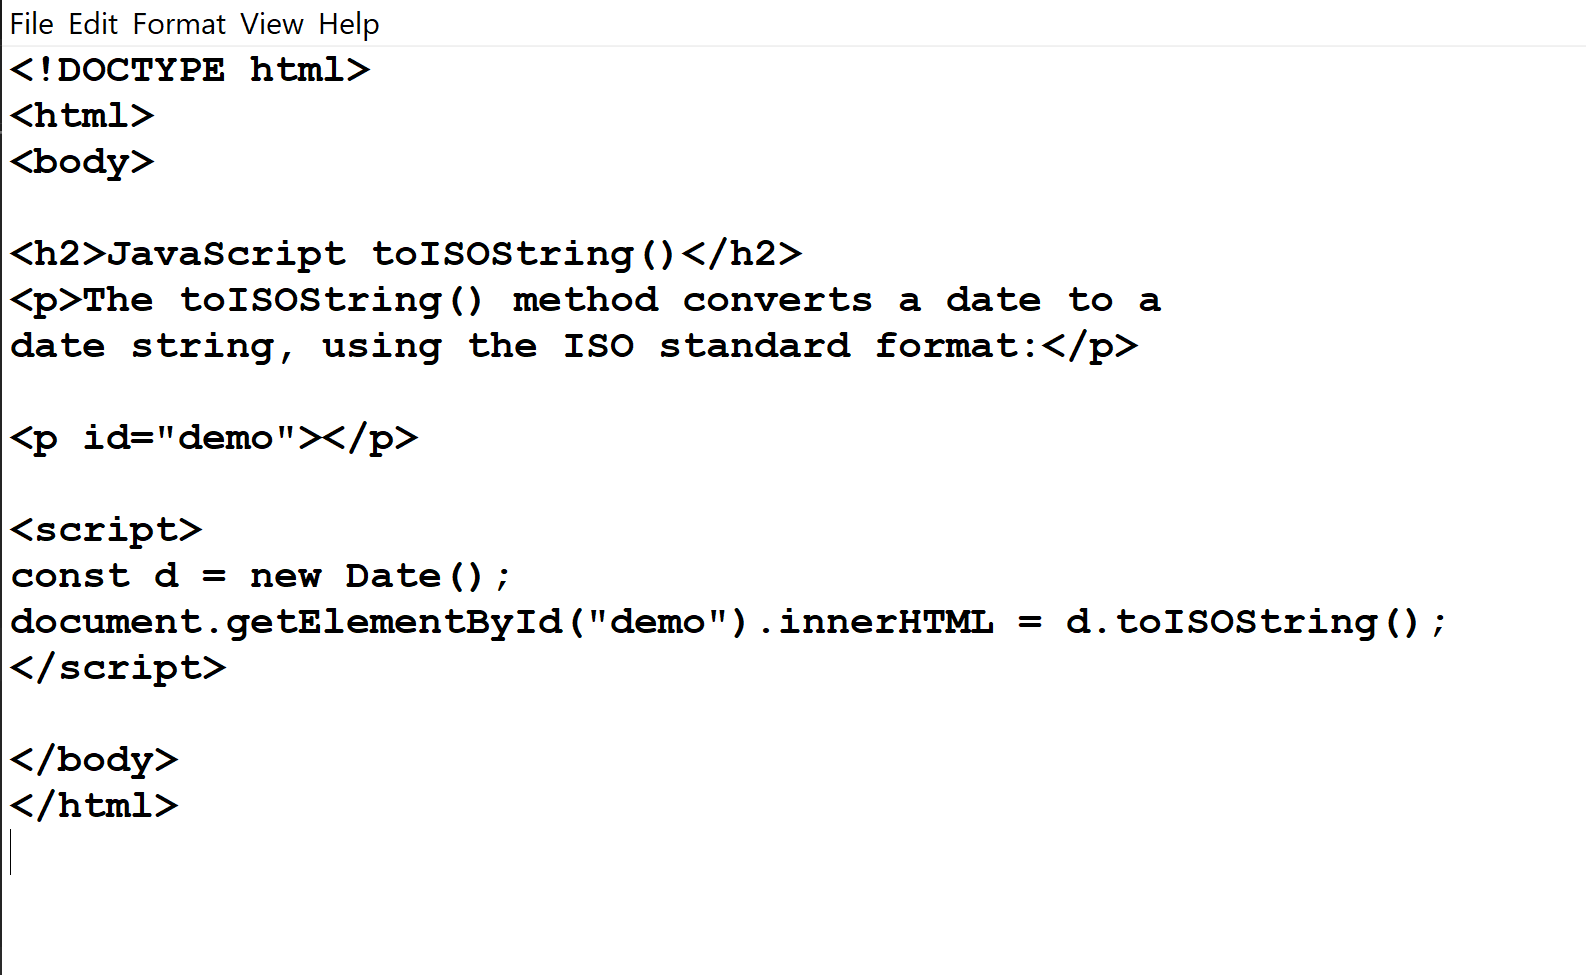 File Edit Format View Help
<!DOCTYPE html>
<html>
<body>
<h2>JavaScript toISOString()</h2>
<p>The toISOString() method converts a date to a
date string, using the ISO standard format:</p>
<p id="demo"></p>
<script>
const d = new Date();
document.getElementById("demo").innerHTML = d.toISOString();
</script>
</body>
</html>